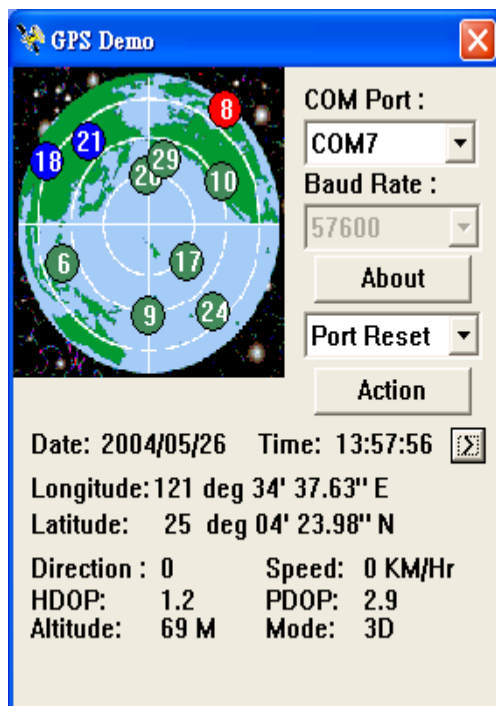 GPS Demo
8
21
18
29
20
10
6
17
9
24
COM Port :
COM7
Baud Rate :
57600
About
Port Reset
Action
Date: 2004/05/26 Time: 13:57:56 Σ
Longitude: 121 deg 34' 37.63" E
Latitude: 25 deg 04' 23.98" N
Direction : 0 Speed: 0 KM/Hr
HDOP: 1.2 PDOP: 2.9
Altitude: 69 M Mode: 3D